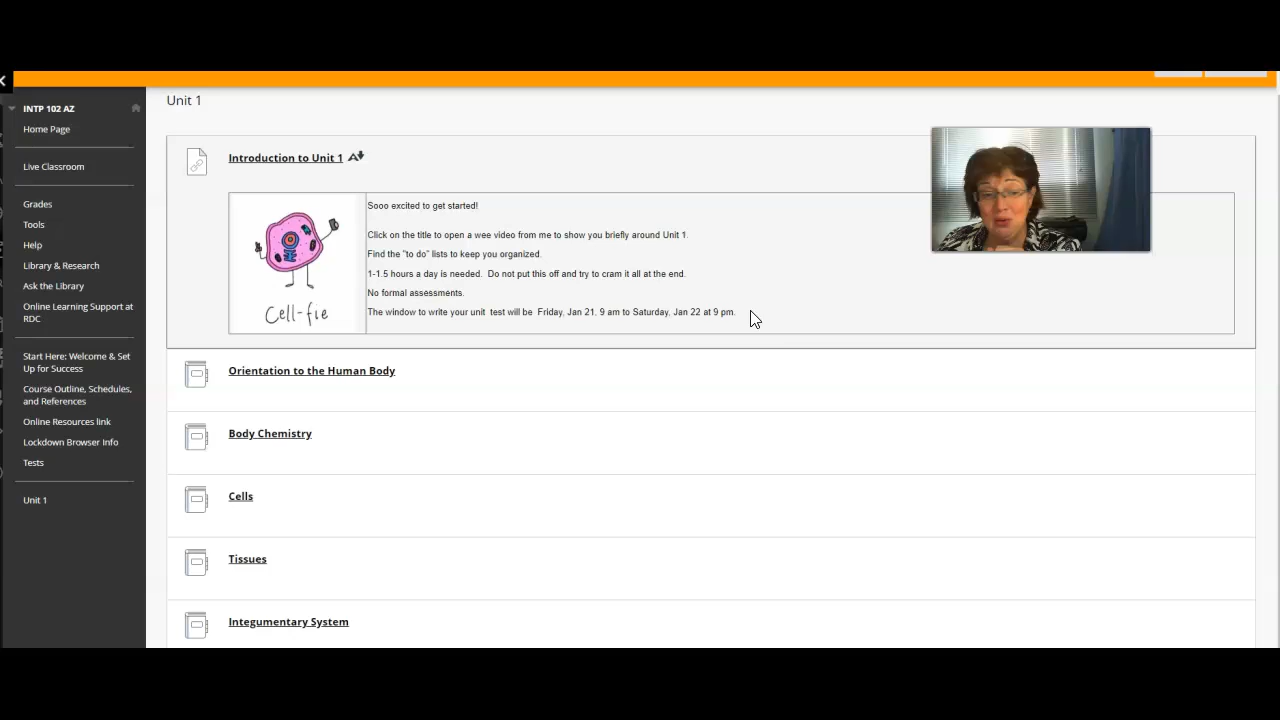 INTP 102 AZ
Home Page
Live Classroom
Grades
Tools
Help
Library & Research
Ask the Library
Online Learning Support at
RDC
Start Here: Welcome & Set
Up for Success
Course Outline, Schedules,
and References
Online Resources link
Lockdown Browser Info
Tests
Unit 1
Unit 1
Introduction to Unit 1
Cell-fie
Sooo excited to get started!
Click on the title to open a wee video from me to show you briefly around Unit 1.
Find the "to do" lists to keep you organized.
1-1.5 hours a day is needed. Do not put this off and try to cram it all at the end.
No formal assessments.
The window to write your unit test will be Friday, Jan 21, 9 am to Saturday, Jan 22 at 9 pm.
Orientation to the Human Body
Body Chemistry
Cells
Tissues
Integumentary System